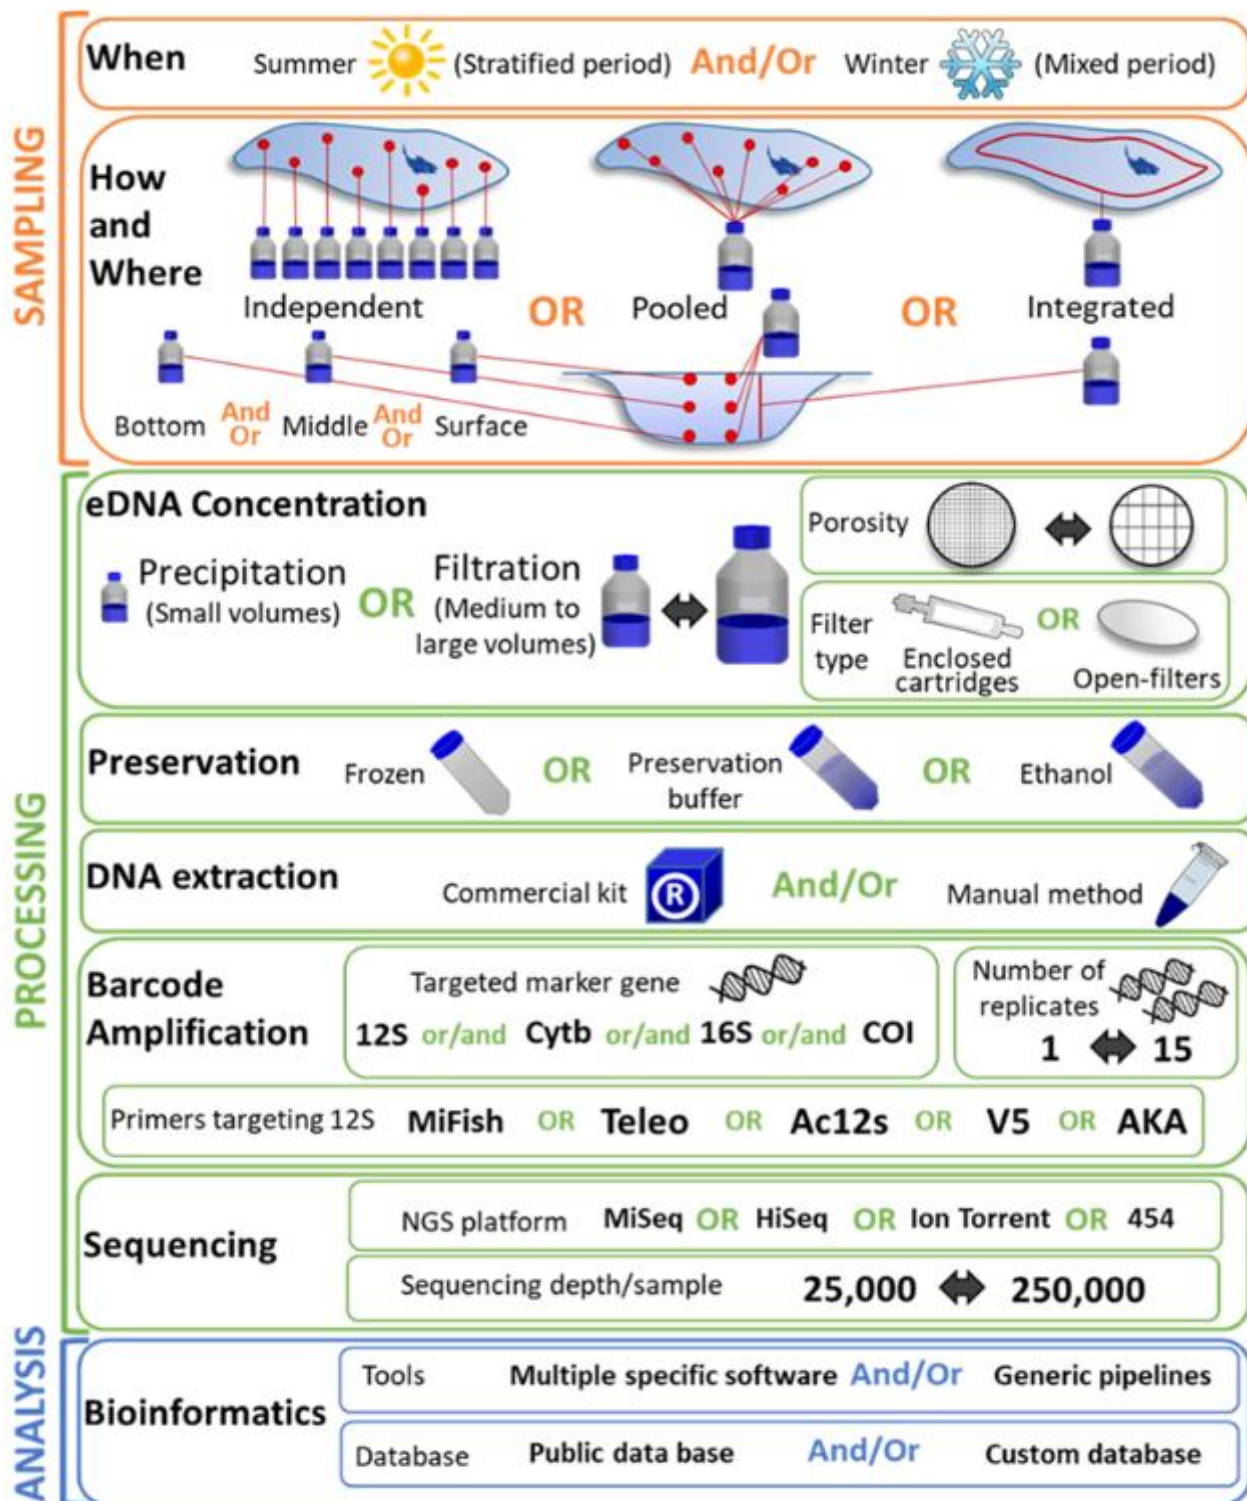 SAMPLING
When
Summer (Stratified period) And/Or Winter (Mixed period)
How
and
Where
Independent OR Pooled OR Integrated
Bottom And Or Middle And Or Surface
PROCESSING
eDNA Concentration
Precipitation
(Small volumes)
OR
Filtration
(Medium to
large volumes)
Porosity
Filter
type
Enclosed
cartridges
OR
Open-filters
Preservation
Frozen OR Preservation
buffer
OR Ethanol
DNA extraction
Commercial kit R And/Or Manual method
Barcode
Amplification
Targeted marker gene
12S or/and Cytb or/and 16S or/and COI
Number of
replicates
1 15
Primers targeting 12S MiFish OR Teleo OR Ac12s OR V5 OR AKA
Sequencing
NGS platform MiSeq OR HiSeq OR Ion Torrent OR 454
Sequencing depth/sample 25,000 250,000
ANALYSIS
Bioinformatics
Tools Multiple specific software And/Or Generic pipelines
Database Public data base And/Or Custom database